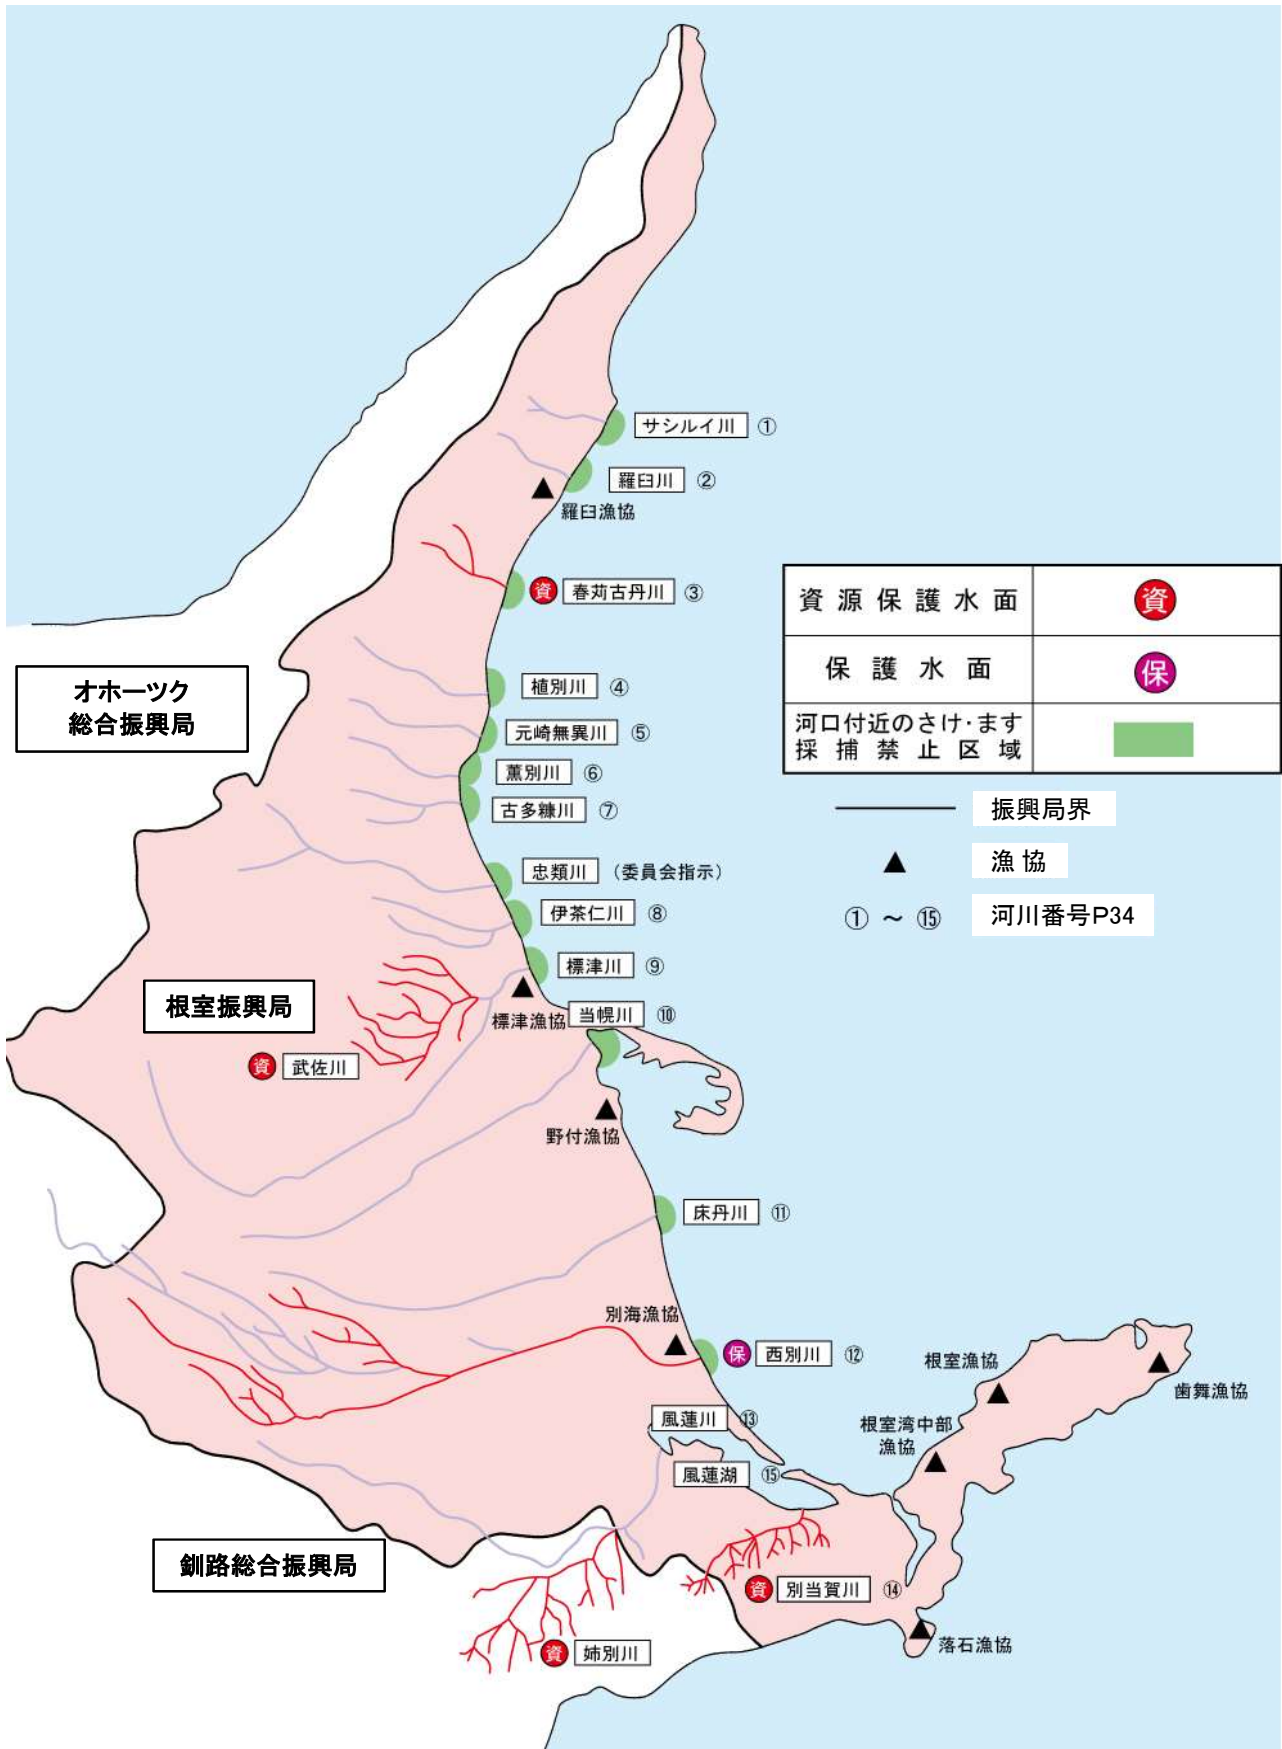 サシルイ川 ①
羅臼川 ②
羅臼漁協
資 春苅古丹川 ③
資源保護水面 資
保護水面 保
河口付近のさけ・ます
採捕禁止区域
振興局界
漁協
①～⑮ 河川番号P34
オホーツク
総合振興局
植別川 ④
元崎無異川 ⑤
薫別川 ⑥
古多糠川 ⑦
忠類川 (委員会指示)
伊茶仁川 ⑧
標津川 ⑨
根室振興局
標津漁協
当幌川 ⑩
資 武佐川
野付漁協
床丹川 ⑪
別海漁協
保 西別川 ⑫
根室漁協
歯舞漁協
風蓮川 ⑬
根室湾中部
漁協
風蓮湖 ⑮
釧路総合振興局
資 別当賀川 ⑭
資 姉別川
落石漁協